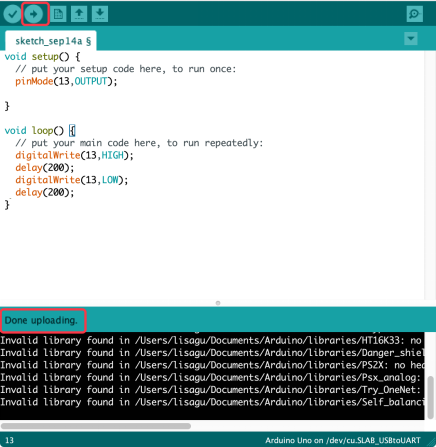 sketch_sep14a §
void setup() {
// put your setup code here, to run once:
pinMode(13,OUTPUT);
}
void loop() {
// put your main code here, to run repeatedly:
digitalWrite(13,HIGH);
delay(200);
digitalWrite(13,LOW);
delay(200);
}
Done uploading.
Invalid library found in /Users/lisagu/Documents/Arduino/libraries/HT16K33: no
Invalid library found in /Users/lisagu/Documents/Arduino/libraries/Danger_shiel
Invalid library found in /Users/lisagu/Documents/Arduino/libraries/PS2X: no hea
Invalid library found in /Users/lisagu/Documents/Arduino/libraries/Psx_analog:
Invalid library found in /Users/lisagu/Documents/Arduino/libraries/Try_OneNet:
Invalid library found in /Users/lisagu/Documents/Arduino/libraries/Self_balanci
13 Arduino Uno on /dev/cu.SLAB_USBtoUART